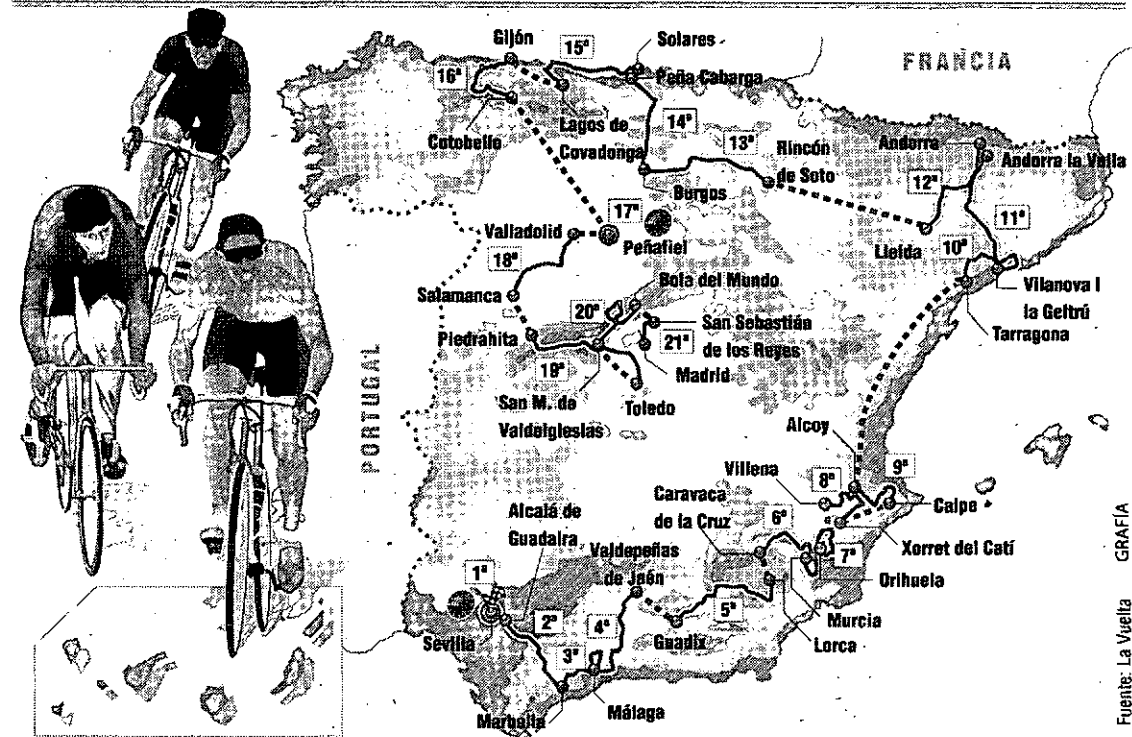 Gijón
15ª
Solares
FRANCIA
16ª
Peña Cabarga
Cotobello
Lagos de
Covadonga
14ª
13ª
Rincón
de Soto
Andorra
Andorra la Vella
12ª
Burgos
11ª
Valladolid
17ª
Peñafiel
Lleida
10ª
18ª
Vilanova I
la Geltrú
Bola del Mundo
Salamanca
20ª
Tarragona
Piedrahita
San Sebastián
de los Reyes
21ª
19ª
Madrid
PORTUGAL
San M. de
Valdeiglesias
Toledo
Alcoy
Villena
8ª
9ª
Caravaca
de la Cruz
Calpe
6ª
Alcalá de
Guadaira
Xorret del Catí
Valdepeñas
de Jaén
7ª
1ª
Orihuela
2ª
5ª
Murcia
Sevilla
4ª
Guadix
Lorca
3ª
Marbella
Málaga
Fuente: La Vuelta GRAFÍA